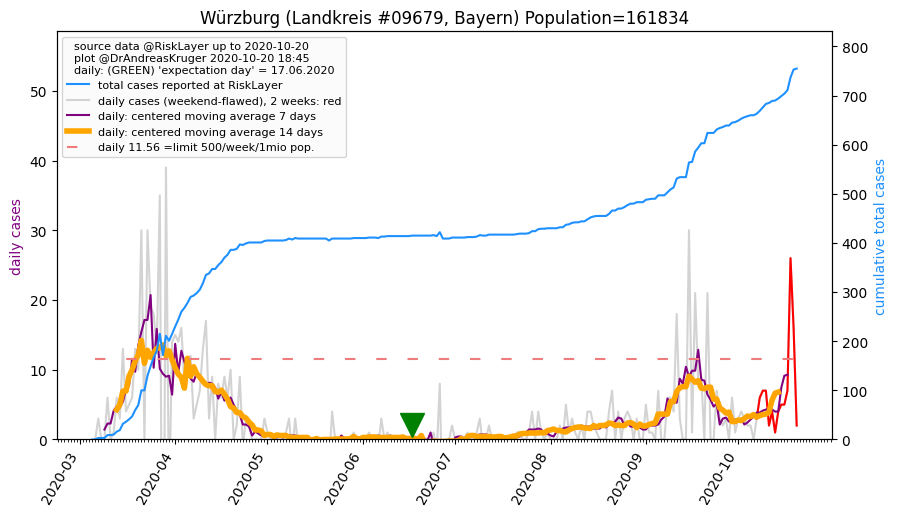 Würzburg (Landkreis #09679, Bayern) Population=161834
source data @RiskLayer up to 2020-10-20
plot @DrAndreasKruger 2020-10-20 18:45
daily: (GREEN) 'expectation day' = 17.06.2020
total cases reported at RiskLayer
daily cases (weekend-flawed), 2 weeks: red
daily: centered moving average 7 days
daily: centered moving average 14 days
daily 11.56 =limit 500/week/1mio pop.
daily cases
50
40
30
20
10
0
800
700
600
500
400
300
200
100
0
cumulative total cases
2020-03
2020-04
2020-05
2020-06
2020-07
2020-08
2020-09
2020-10